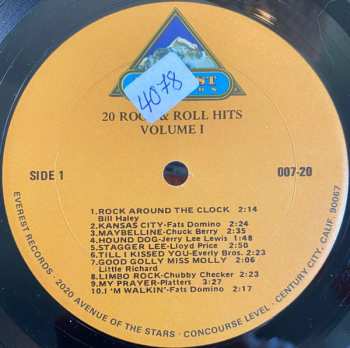 4078
20 ROCK & ROLL HITS
VOLUME I
SIDE 1
007-20
1.ROCK AROUND THE CLOCK 2:14
Bill Haley
2.KANSAS CITY-Fats Domino 2:24
3.MAYBELLINE-Chuck Berry 2:35
4.HOUND DOG-Jerry Lee Lewis 1:48
5.STAGGER LEE-Lloyd Price 2:50
6.TILL I KISSED YOU-Everly Bros. 2:23
7.GOOD GOLLY MISS MOLLY 2:06
Little Richard
8.LIMBO ROCK-Chubby Checker 2:23
9.MY PRAYER-Platters 2:31
10.I 'M WALKIN'-Fats Domino 2:17
EVEREST RECORDS · 2020 AVENUE OF THE STARS · CONCOURSE LEVEL · CENTURY CITY, CALIF. 90067